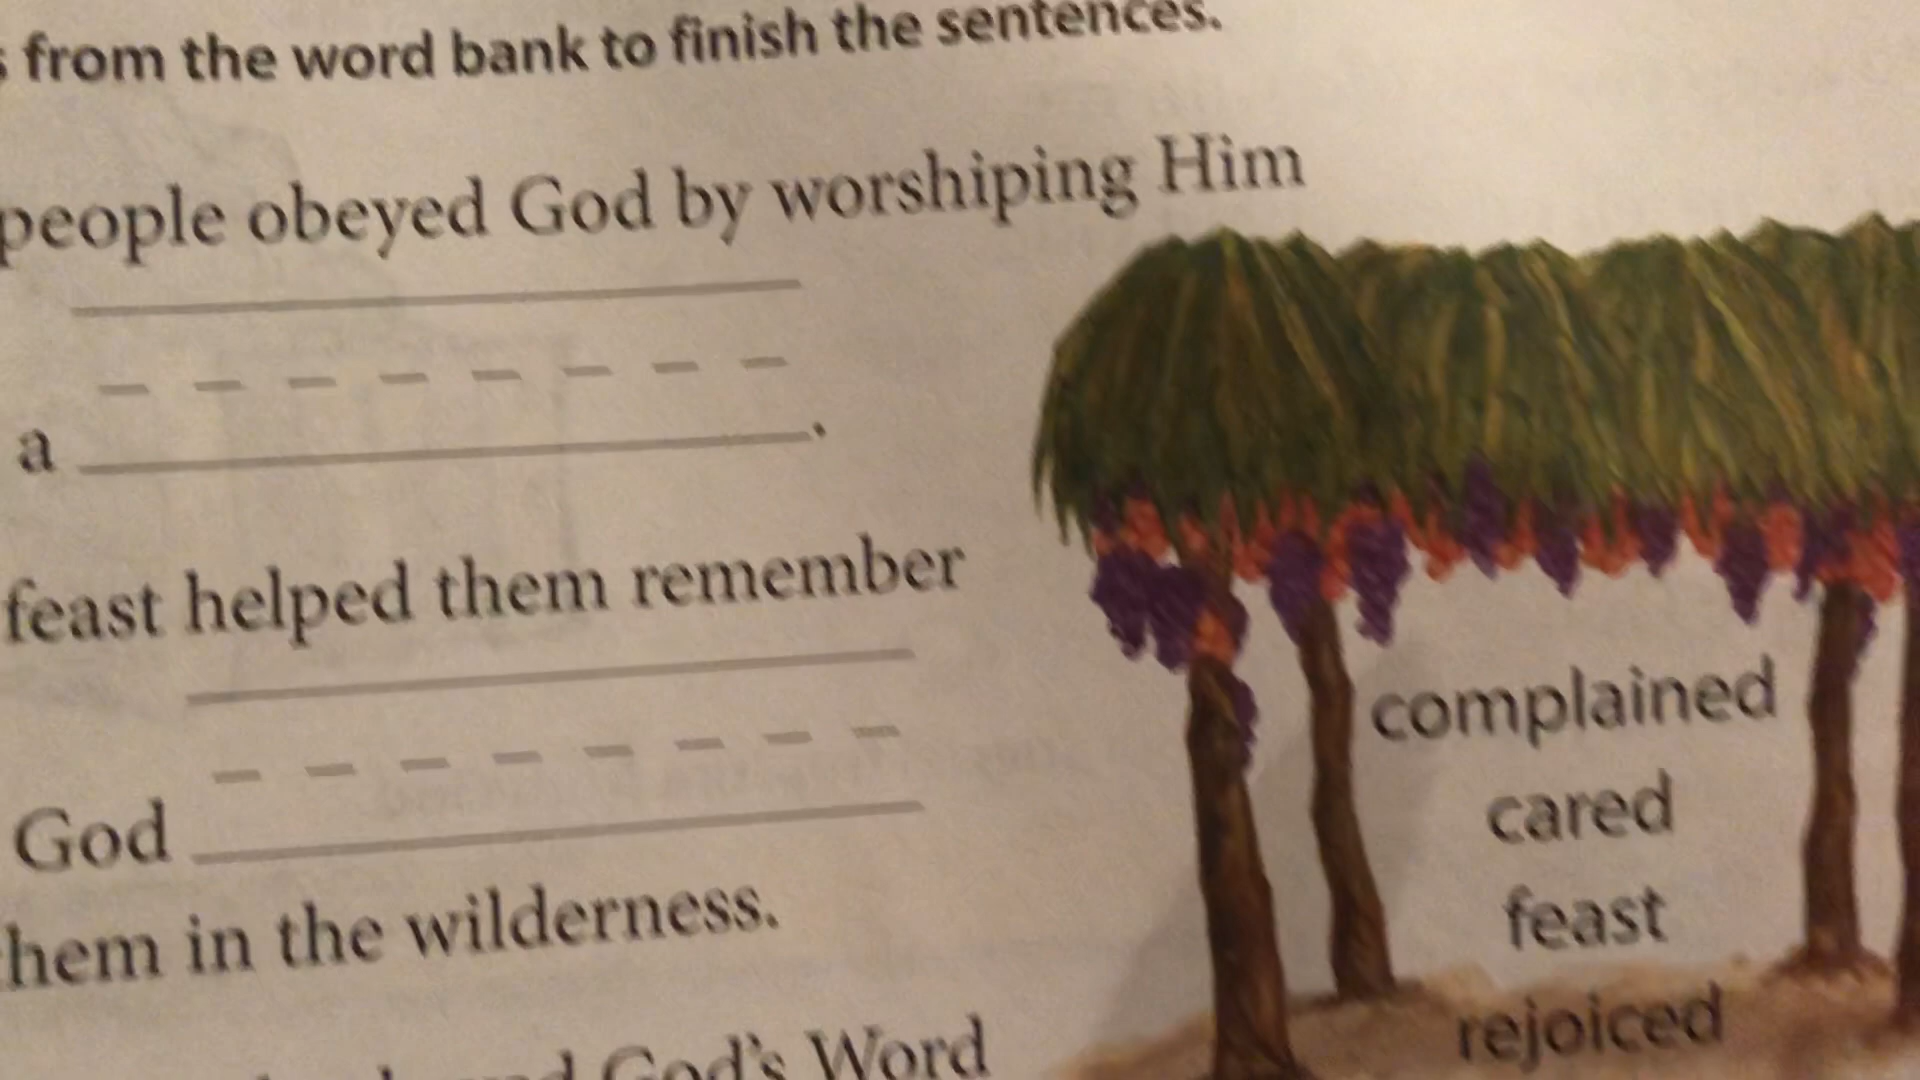 from the word bank to finish the sentences.
people obeyed God by worshiping Him
a .
feast helped them remember
God
them in the wilderness.
God's Word
complained
cared
feast
rejoiced